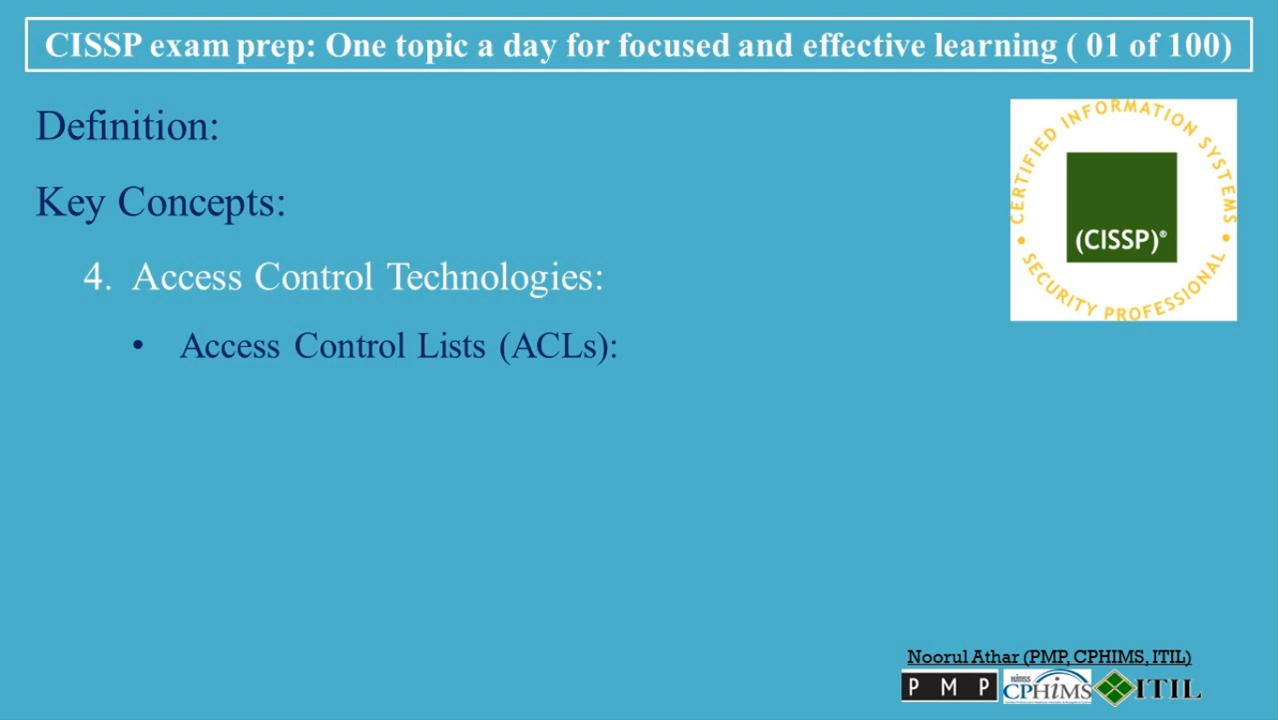 CISSP exam prep: One topic a day for focused and effective learning ( 01 of 100)
Definition:
Key Concepts:
4. Access Control Technologies:
• Access Control Lists (ACLs):
CERTIFIED INFORMATION SYSTEMS
(CISSP)®
• SECURITY PROFESSIONAL •
Noorul Athar (PMP, CPHIMS, ITIL)
PMP
HIMSS
CPHIMS
ITIL